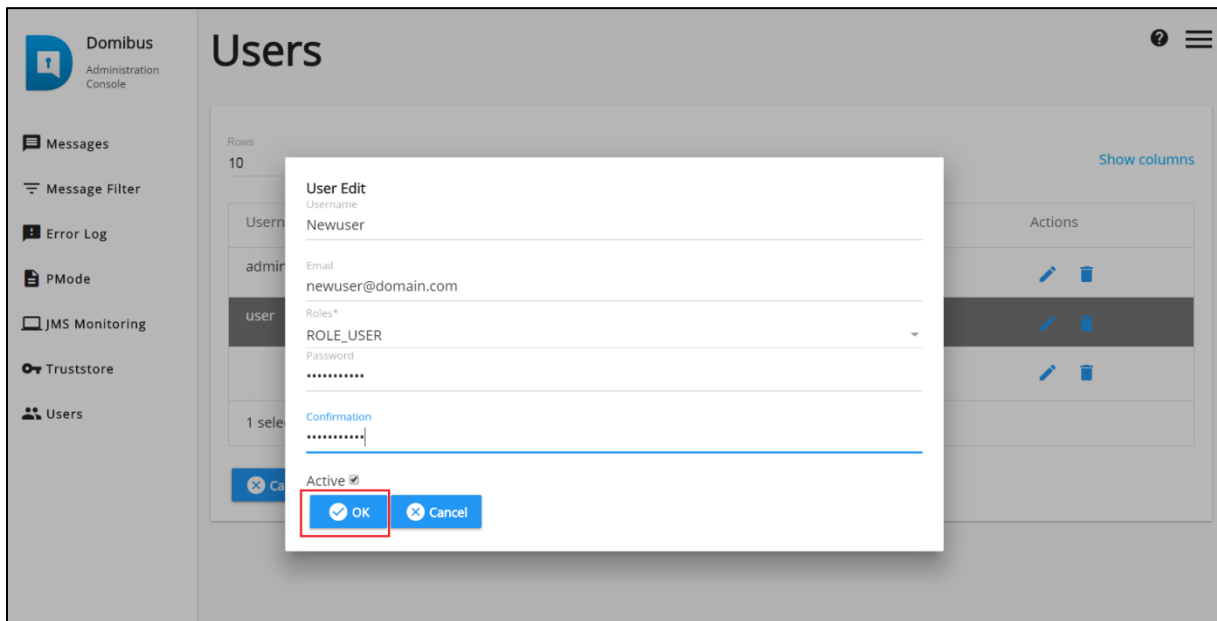 Domibus
Administration
Console
Users
Messages
Message Filter
Error Log
PMode
JMS Monitoring
Truststore
Users
Rows
10
Show columns
Usern
Actions
admin
user
1 sele
Ca
User Edit
Username
Newuser
Email
newuser@domain.com
Roles*
ROLE_USER
Password
•••••••••••
Confirmation
•••••••••••
Active
OK
Cancel